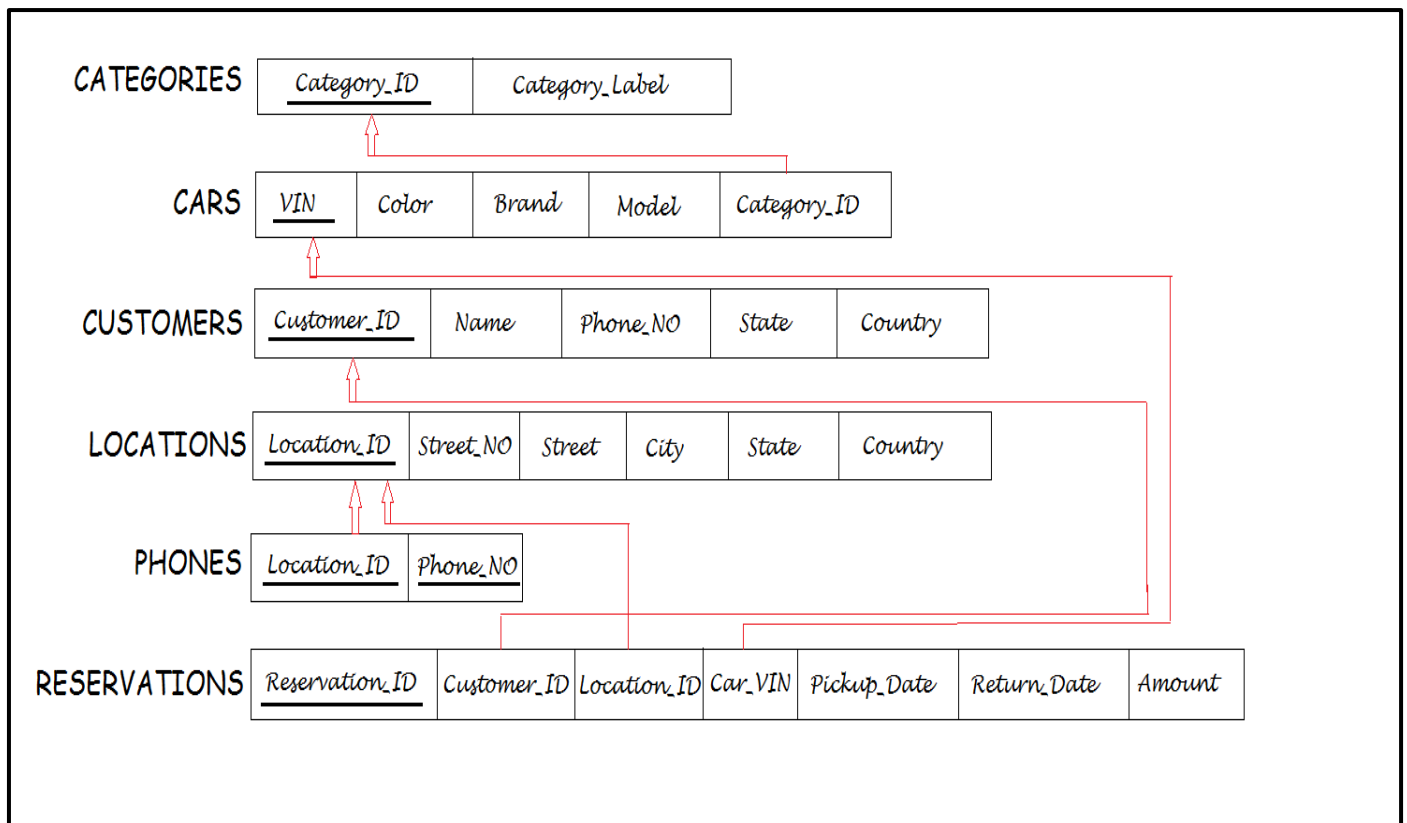 CATEGORIES Category_ID Category_Label
CARS VIN Color Brand Model Category_ID
CUSTOMERS Customer_ID Name Phone_NO State Country
LOCATIONS Location_ID Street_NO Street City State Country
PHONES Location_ID Phone_NO
RESERVATIONS Reservation_ID Customer_ID Location_ID Car_VIN Pickup_Date Return_Date Amount